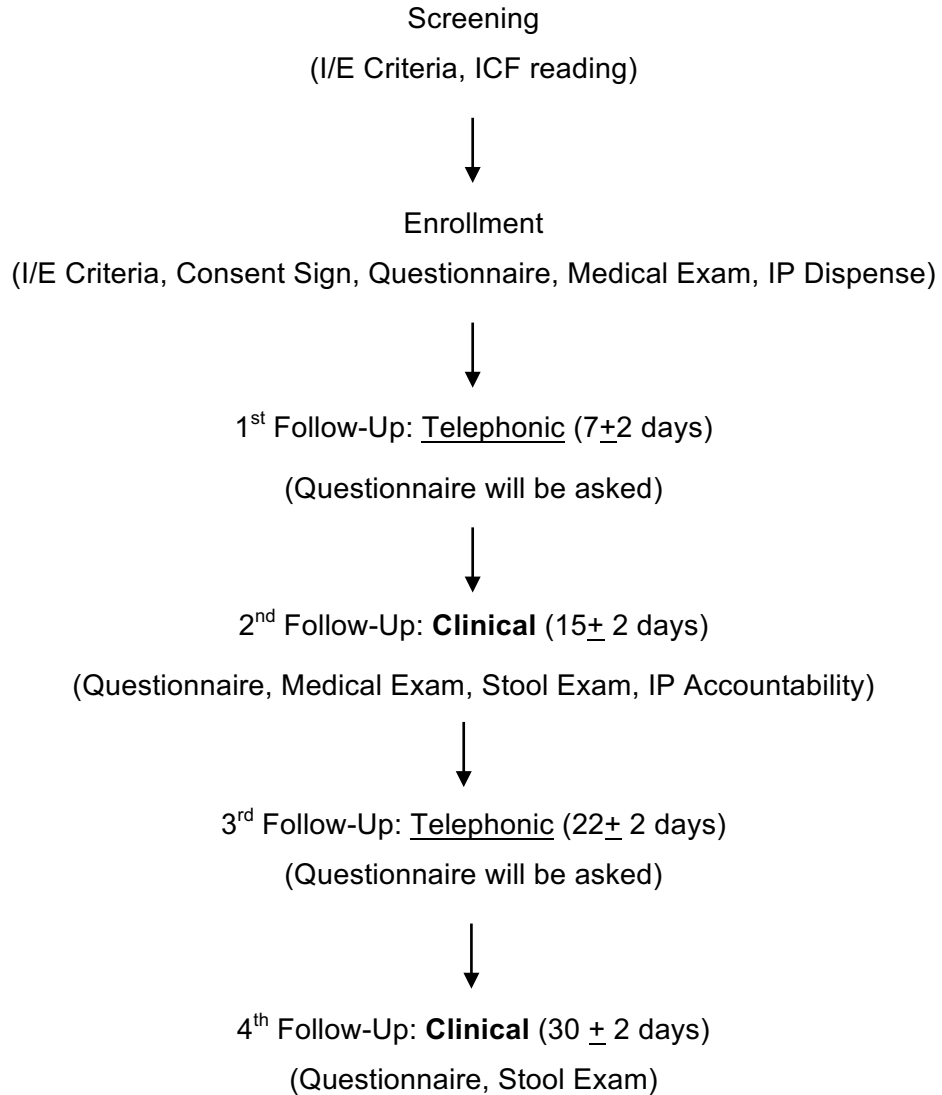 Screening
(I/E Criteria, ICF reading)
Enrollment
(I/E Criteria, Consent Sign, Questionnaire, Medical Exam, IP Dispense)
1st Follow-Up: Telephonic (7±2 days)
(Questionnaire will be asked)
2nd Follow-Up: Clinical (15± 2 days)
(Questionnaire, Medical Exam, Stool Exam, IP Accountability)
3rd Follow-Up: Telephonic (22± 2 days)
(Questionnaire will be asked)
4th Follow-Up: Clinical (30 ± 2 days)
(Questionnaire, Stool Exam)